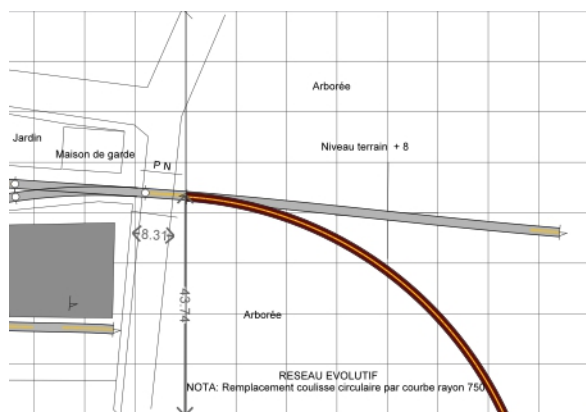 Arborée
Jardin
Maison de garde
Niveau terrain + 8
P N
8.31
43.74
Arborée
RESEAU EVOLUTIF
NOTA: Remplacement coulisse circulaire par courbe rayon 750